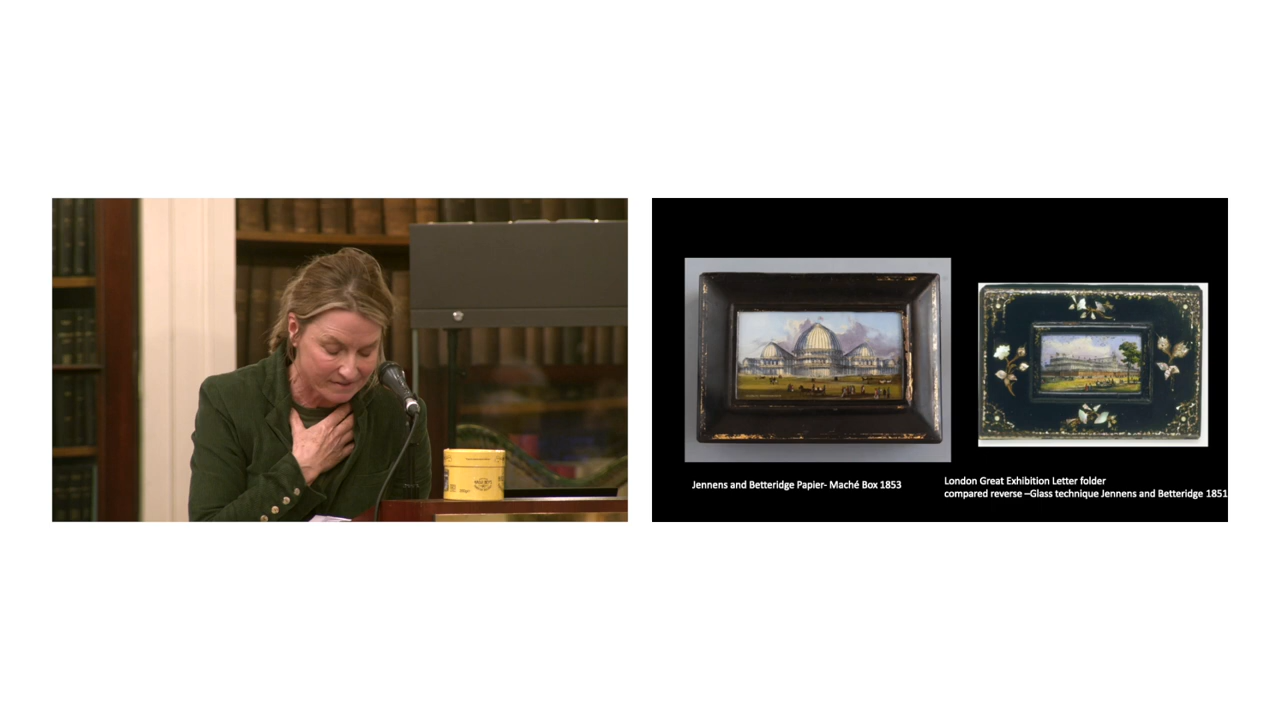 Jennens and Betteridge Papier- Maché Box 1853
London Great Exhibition Letter folder
compared reverse –Glass technique Jennens and Betteridge 1851